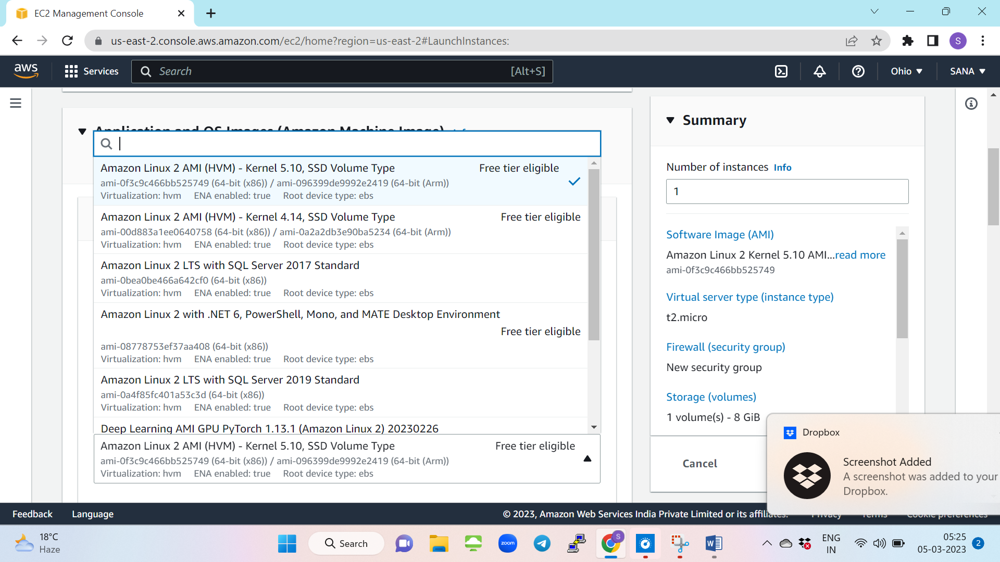 EC2 Management Console
us-east-2.console.aws.amazon.com/ec2/home?region=us-east-2#LaunchInstances:
S
aws
Services
Search
[Alt+S]
Ohio
SANA
Application and OS Images (Amazon Machine Image)
Amazon Linux 2 AMI (HVM) - Kernel 5.10, SSD Volume Type
Free tier eligible
ami-0f3c9c466bb525749 (64-bit (x86)) / ami-096399de9992e2419 (64-bit (Arm))
Virtualization: hvm ENA enabled: true Root device type: ebs
Amazon Linux 2 AMI (HVM) - Kernel 4.14, SSD Volume Type
Free tier eligible
ami-00d883a1ee0640758 (64-bit (x86)) / ami-0a2a2db3e90ba5234 (64-bit (Arm))
Virtualization: hvm ENA enabled: true Root device type: ebs
Amazon Linux 2 LTS with SQL Server 2017 Standard
ami-0bea0be466a642cf0 (64-bit (x86))
Virtualization: hvm ENA enabled: true Root device type: ebs
Amazon Linux 2 with .NET 6, PowerShell, Mono, and MATE Desktop Environment
Free tier eligible
ami-08778753ef37aa408 (64-bit (x86))
Virtualization: hvm ENA enabled: true Root device type: ebs
Amazon Linux 2 LTS with SQL Server 2019 Standard
ami-0a4f85fc401a53c3d (64-bit (x86))
Virtualization: hvm ENA enabled: true Root device type: ebs
Deep Learning AMI GPU PyTorch 1.13.1 (Amazon Linux 2) 20230226
Amazon Linux 2 AMI (HVM) - Kernel 5.10, SSD Volume Type
Free tier eligible
ami-0f3c9c466bb525749 (64-bit (x86)) / ami-096399de9992e2419 (64-bit (Arm))
Virtualization: hvm ENA enabled: true Root device type: ebs
Summary
Number of instances Info
1
Software Image (AMI)
Amazon Linux 2 Kernel 5.10 AMI...read more
ami-0f3c9c466bb525749
Virtual server type (instance type)
t2.micro
Firewall (security group)
New security group
Storage (volumes)
1 volume(s) - 8 GiB
Cancel
Dropbox
Screenshot Added
A screenshot was added to your
Dropbox.
Feedback
Language
© 2023, Amazon Web Services India Private Limited or its affiliates.
Privacy
Terms
Cookie preferences
18°C
Haze
Search
zoom
S
W
ENG
IN
05:25
05-03-2023
2